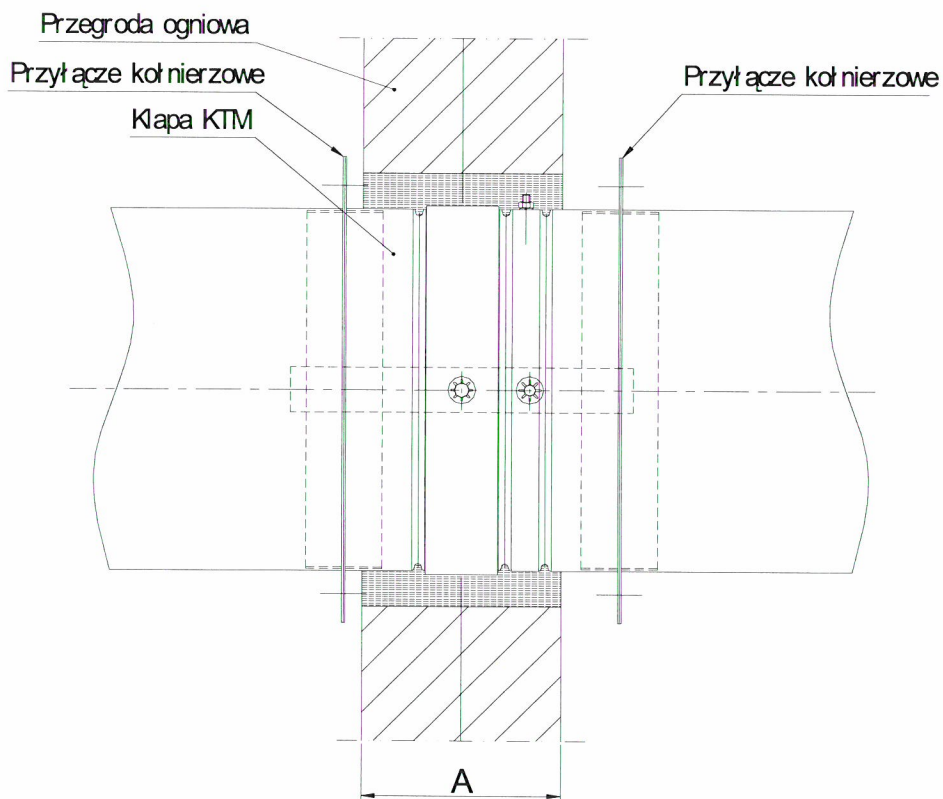 Przegroda ogniowa
Przyłącze kołnierzowe
Przyłącze kołnierzowe
Klapa KTM
A